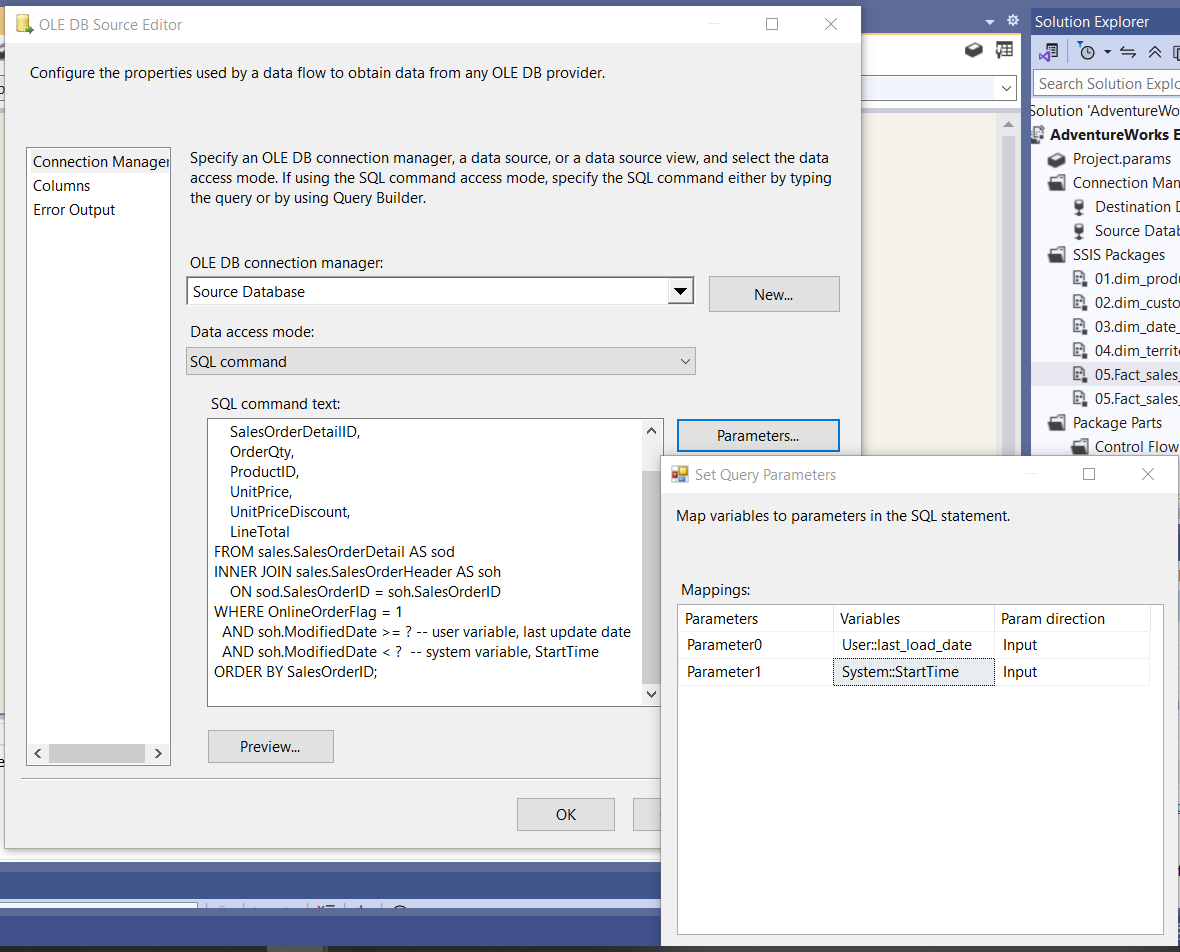 OLE DB Source Editor
Configure the properties used by a data flow to obtain data from any OLE DB provider.
Connection Manager
Columns
Error Output
Specify an OLE DB connection manager, a data source, or a data source view, and select the data
access mode. If using the SQL command access mode, specify the SQL command either by typing
the query or by using Query Builder.
OLE DB connection manager:
Source Database
New...
Data access mode:
SQL command
SQL command text:
SalesOrderDetailID,
OrderQty,
ProductID,
UnitPrice,
UnitPriceDiscount,
LineTotal
FROM sales.SalesOrderDetail AS sod
INNER JOIN sales.SalesOrderHeader AS soh
ON sod.SalesOrderID = soh.SalesOrderID
WHERE OnlineOrderFlag = 1
AND soh.ModifiedDate >= ? -- user variable, last update date
AND soh.ModifiedDate < ?  -- system variable, StartTime
ORDER BY SalesOrderID;
Parameters...
Preview...
OK
Set Query Parameters
Map variables to parameters in the SQL statement.
Mappings:
Parameters Variables Param direction
Parameter0 User::last_load_date Input
Parameter1 System::StartTime Input
Solution Explorer
Search Solution Explo
Solution 'AdventureWo
AdventureWorks E
Project.params
Connection Man
Destination D
Source Datab
SSIS Packages
01.dim_produ
02.dim_custo
03.dim_date_
04.dim_territe
05.Fact_sales_
05.Fact_sales_
Package Parts
Control Flow